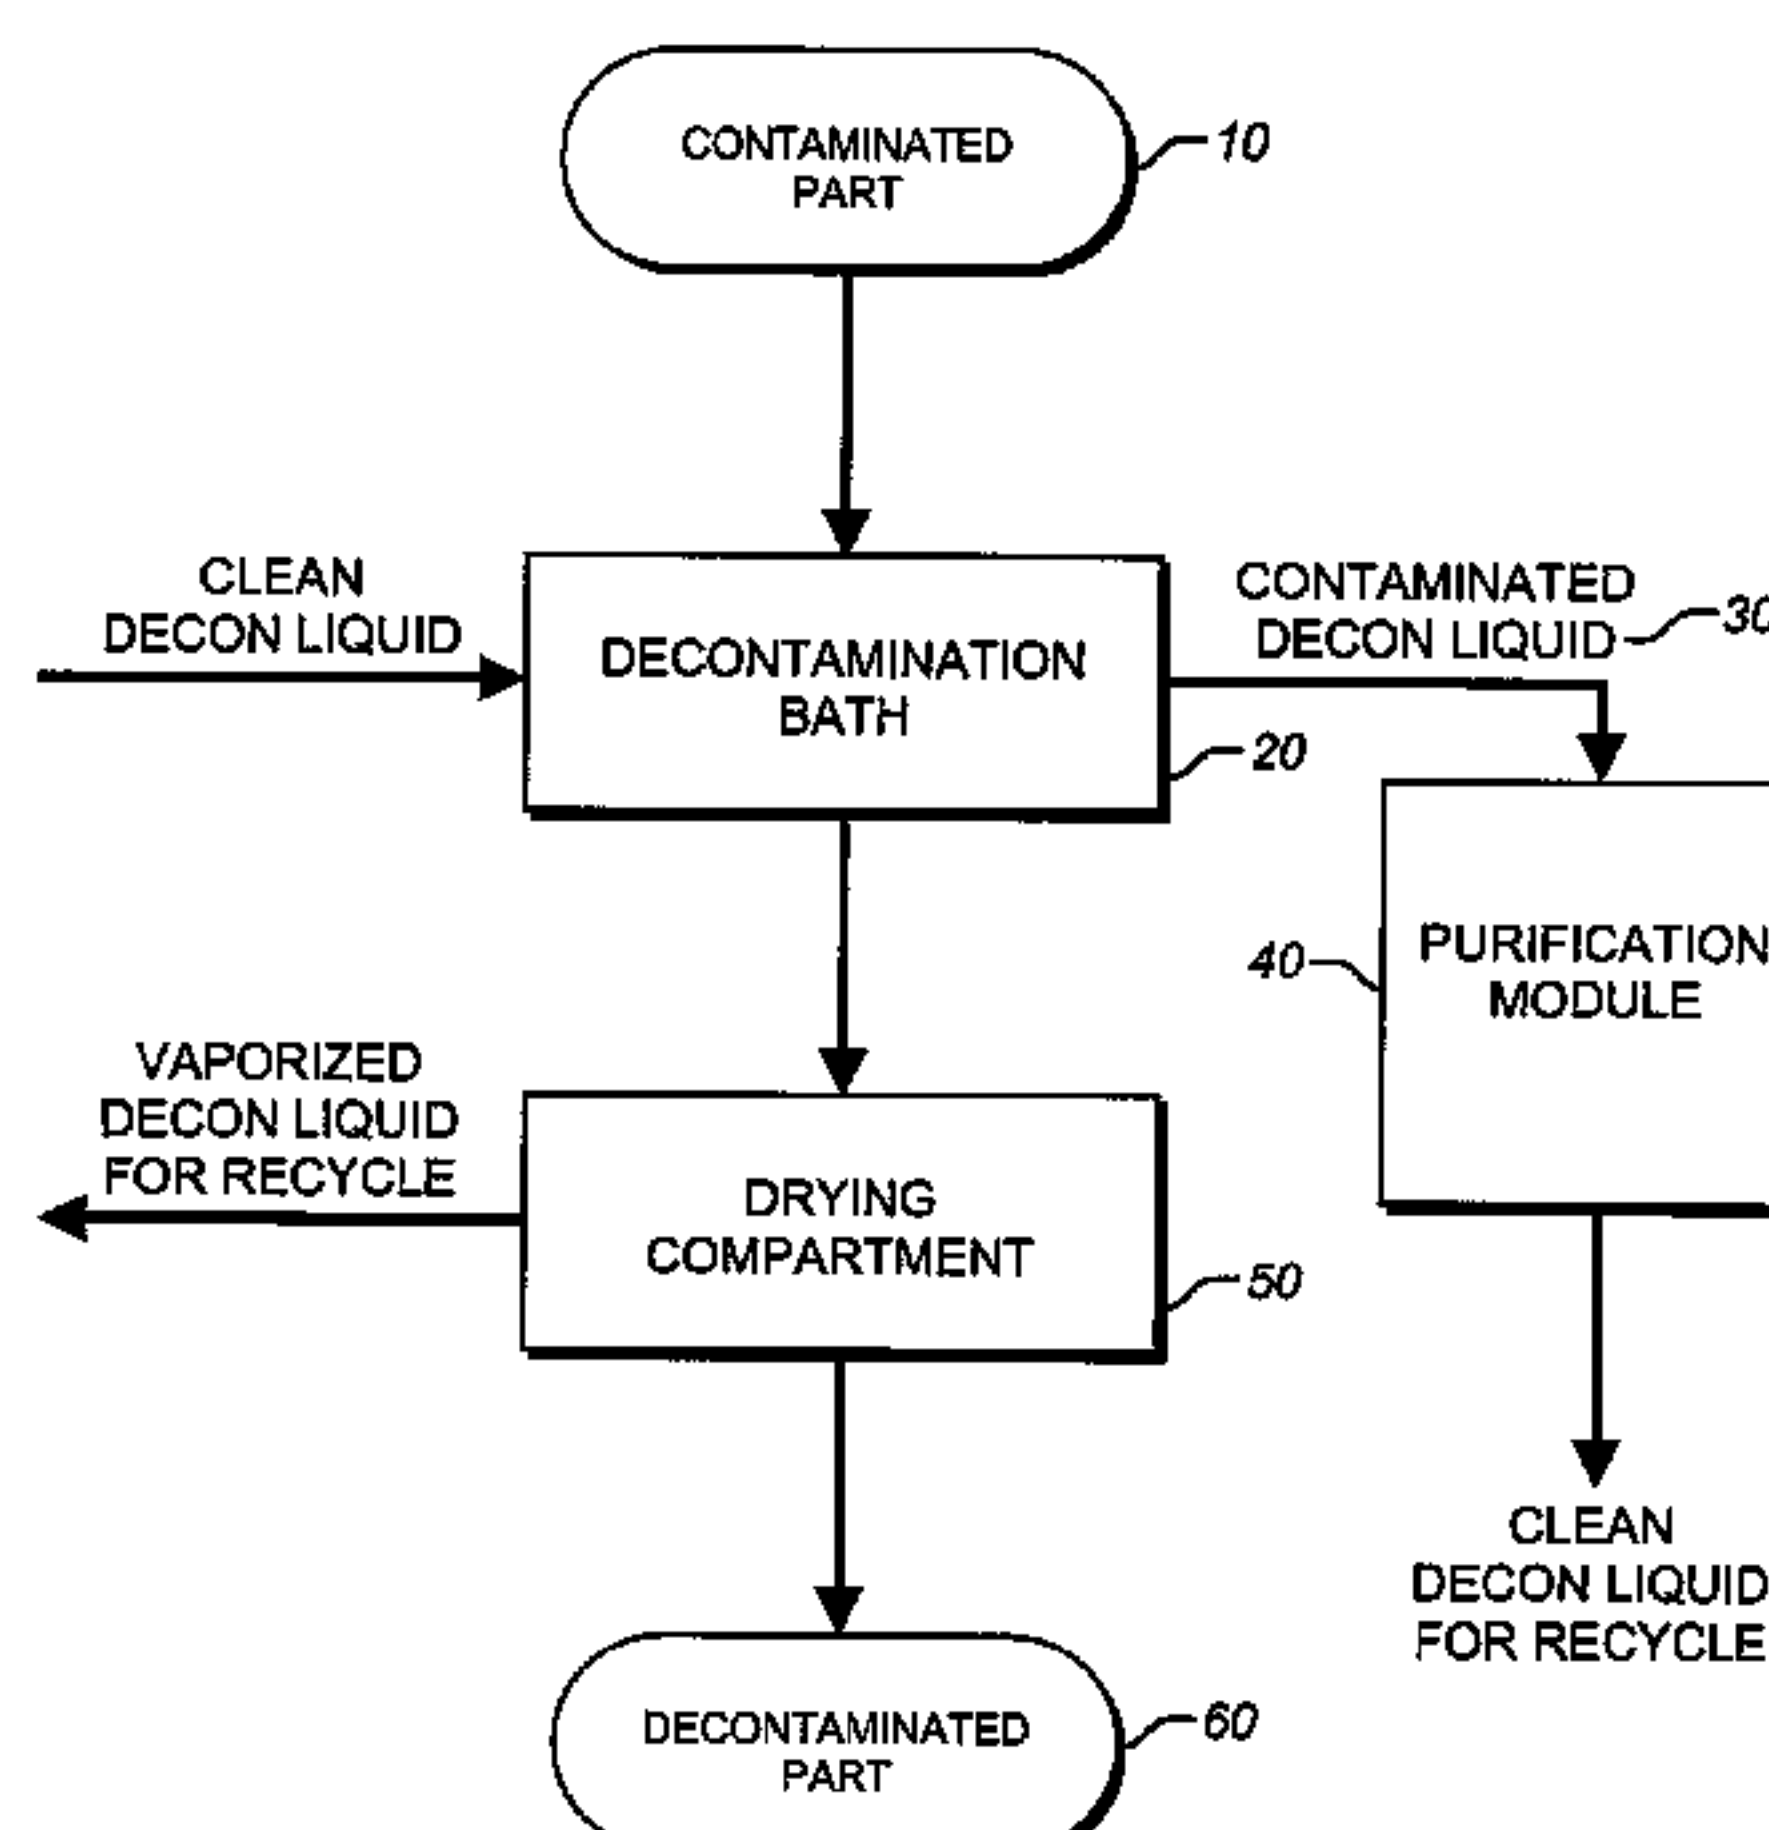 CONTAMINATED
PART
10
CLEAN
DECON LIQUID
DECONTAMINATION
BATH
20
CONTAMINATED
DECON LIQUID
30
40
PURIFICATION
MODULE
VAPORIZED
DECON LIQUID
FOR RECYCLE
DRYING
COMPARTMENT
50
CLEAN
DECON LIQUID
FOR RECYCLE
DECONTAMINATED
PART
60